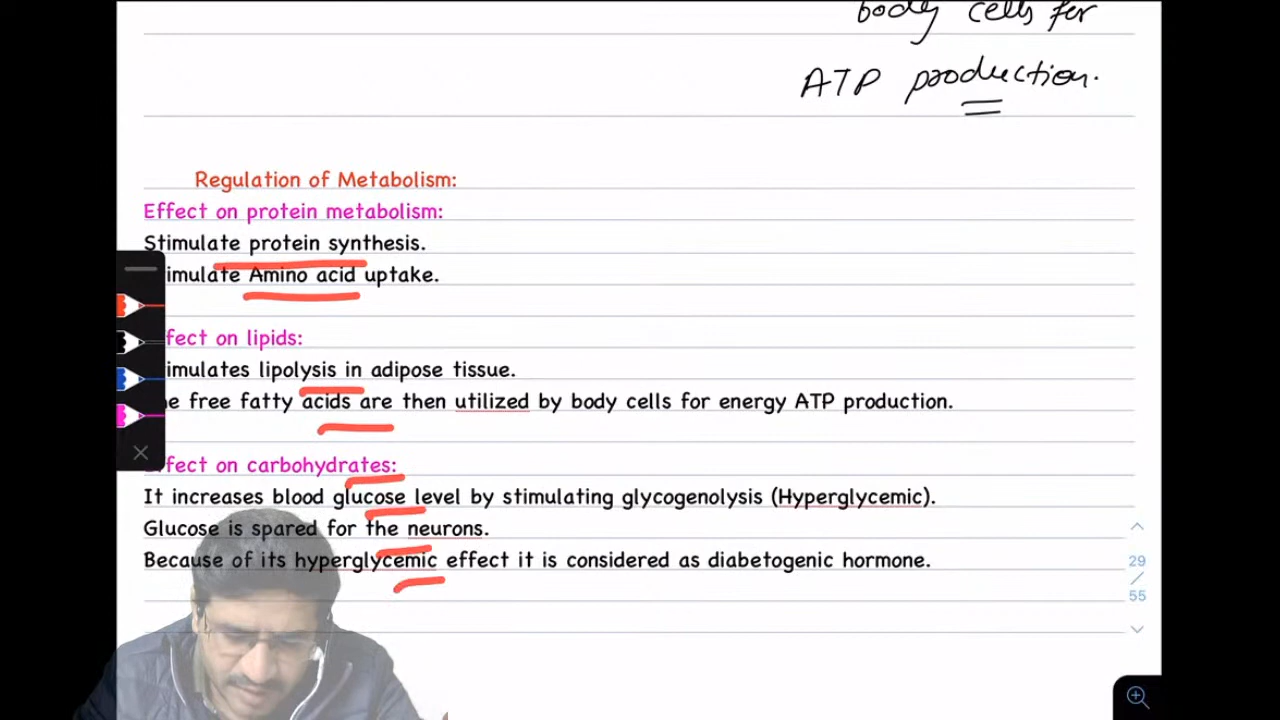 body cells for
ATP production.
Regulation of Metabolism:
Effect on protein metabolism:
Stimulate protein synthesis.
imulate Amino acid uptake.
fect on lipids:
imulates lipolysis in adipose tissue.
e free fatty acids are then utilized by body cells for energy ATP production.
ffect on carbohydrates:
It increases blood glucose level by stimulating glycogenolysis (Hyperglycemic).
Glucose is spared for the neurons.
Because of its hyperglycemic effect it is considered as diabetogenic hormone.
29
/
55